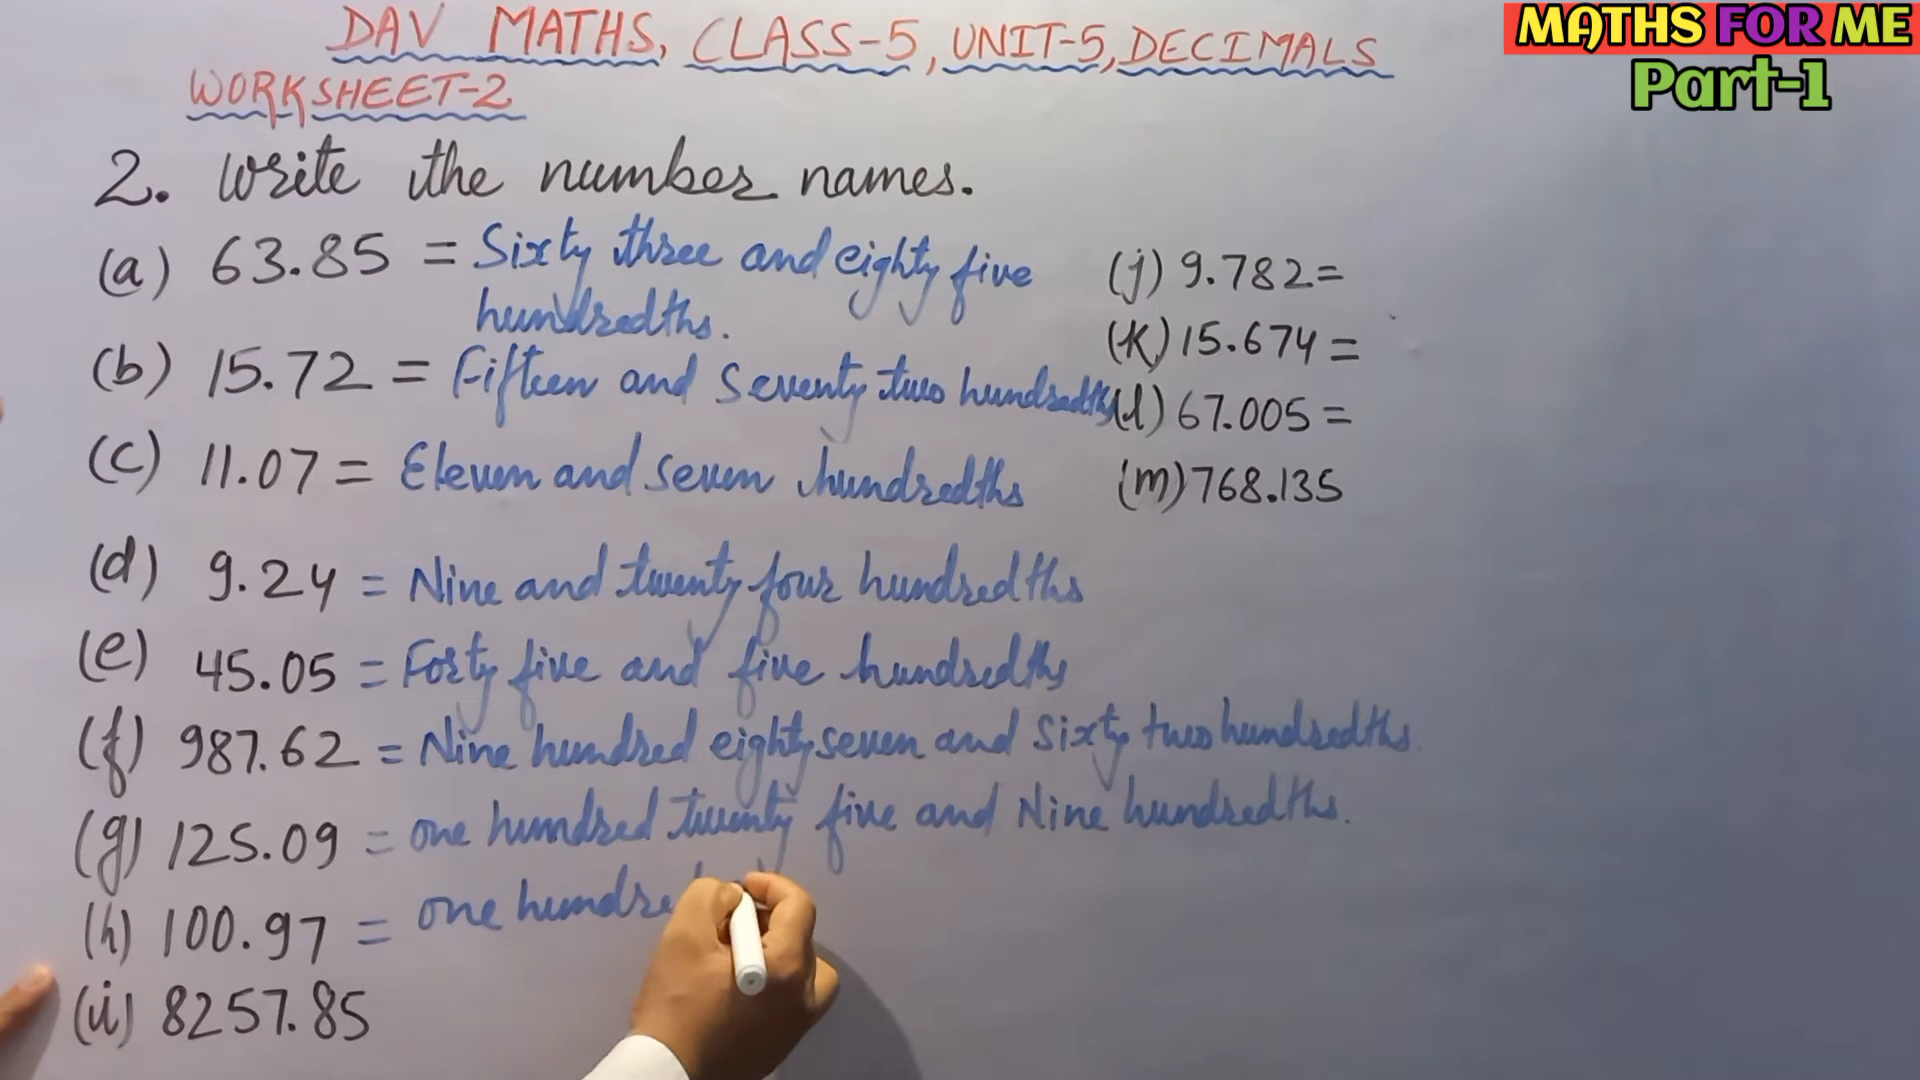 DAV MATHS, CLASS-5, UNIT-5, DECIMALS
MATHS FOR ME
Part-1
WORKSHEET-2
2. Write the number names.
(a) 63.85 = Sixty three and eighty five
hundredths.
(b) 15.72 = Fifteen and Seventy two hundredths
(c) 11.07 = Eleven and seven hundredths
(d) 9.24 = Nine and twenty four hundredths
(e) 45.05 = Forty five and five hundredths
(f) 987.62 = Nine hundred eighty seven and Sixty two hundredths.
(g) 125.09 = one hundred twenty five and Nine hundredths.
(h) 100.97 = one hundred
(ii) 8257.85
(j) 9.782=
(K) 15.674 =
(l) 67.005 =
(m) 768.135